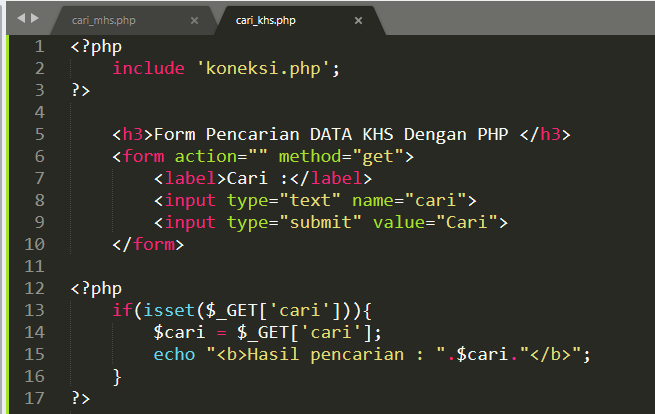 cari_mhs.php × cari_khs.php ×
1 <?php
2 include 'koneksi.php';
3 ?>
4
5 <h3>Form Pencarian DATA KHS Dengan PHP </h3>
6 <form action="" method="get">
7 <label>Cari :</label>
8 <input type="text" name="cari">
9 <input type="submit" value="Cari">
10 </form>
11
12 <?php
13 if(isset($_GET['cari'])){
14 $cari = $_GET['cari'];
15 echo "<b>Hasil pencarian : ".$cari."</b>";
16 }
17 ?>